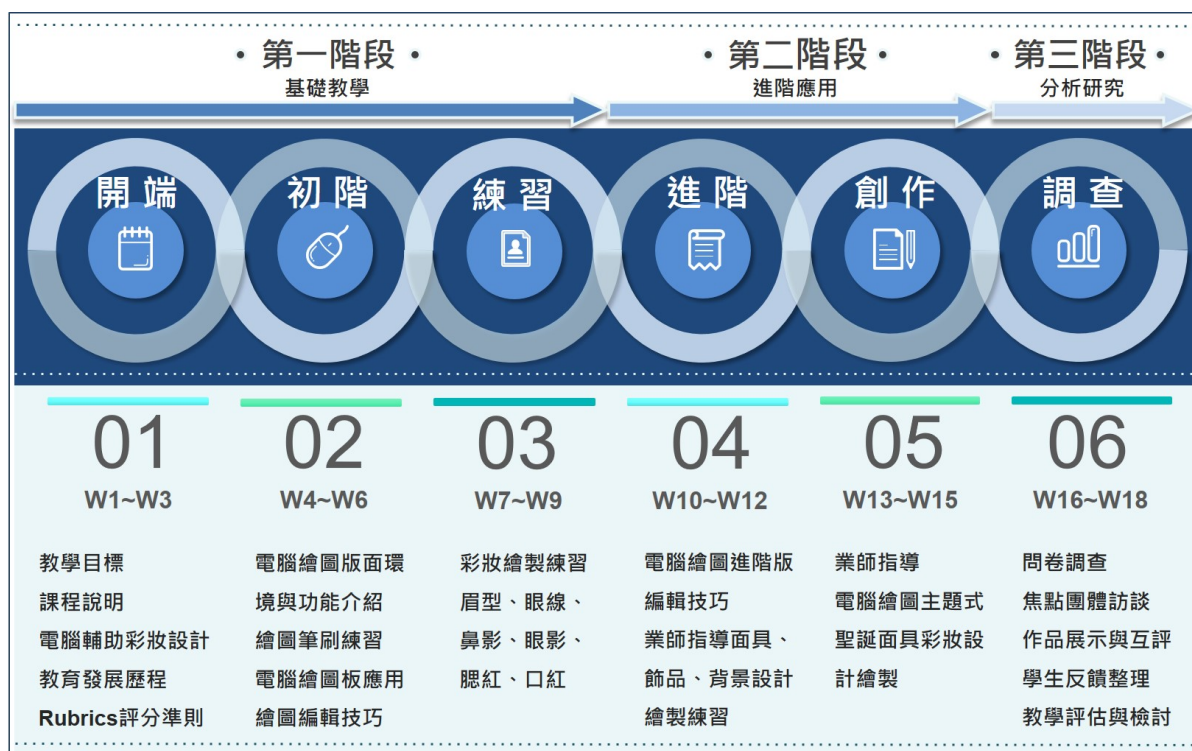 • 第一階段 •
基礎教學
• 第二階段 •
進階應用
• 第三階段 •
分析研究
開端
初階
練習
進階
創作
調查
01
W1~W3
教學目標
課程說明
電腦輔助彩妝設計
教育發展歷程
Rubrics評分準則
02
W4~W6
電腦繪圖版面環
境與功能介紹
繪圖筆刷練習
電腦繪圖板應用
繪圖編輯技巧
03
W7~W9
彩妝繪製練習
眉型、眼線、
鼻影、眼影、
腮紅、口紅
04
W10~W12
電腦繪圖進階版
編輯技巧
業師指導面具、
飾品、背景設計
繪製練習
05
W13~W15
業師指導
電腦繪圖主題式
聖誕面具彩妝設
計繪製
06
W16~W18
問卷調查
焦點團體訪談
作品展示與互評
學生反饋整理
教學評估與檢討